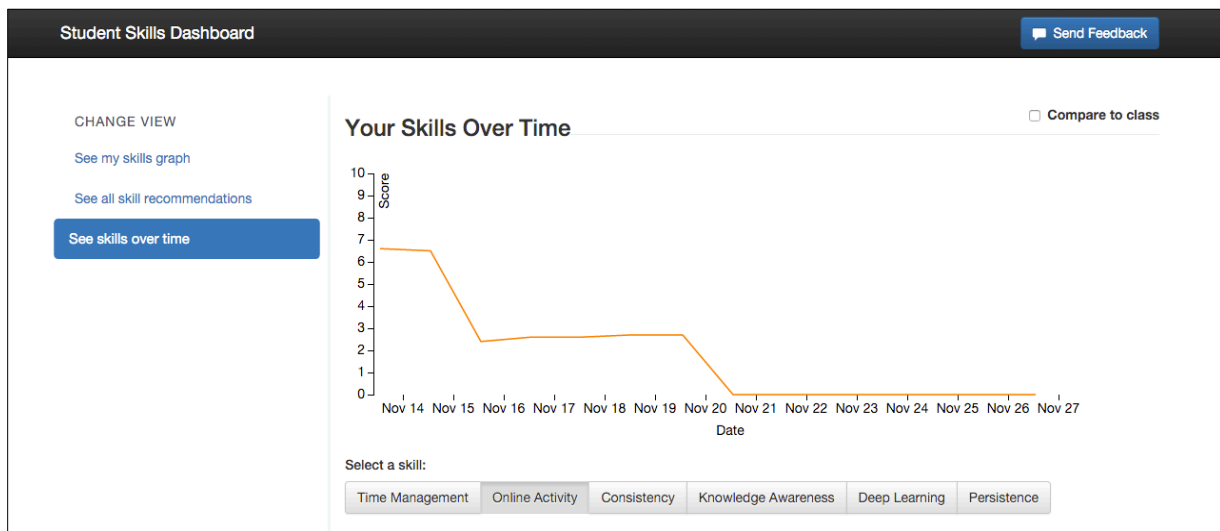 Student Skills Dashboard
Send Feedback
CHANGE VIEW
See my skills graph
See all skill recommendations
See skills over time
Your Skills Over Time
Compare to class
10
9
8
7
6
5
4
3
2
1
0
Score
Nov 14 Nov 15 Nov 16 Nov 17 Nov 18 Nov 19 Nov 20 Nov 21 Nov 22 Nov 23 Nov 24 Nov 25 Nov 26 Nov 27
Date
Select a skill:
Time Management Online Activity Consistency Knowledge Awareness Deep Learning Persistence